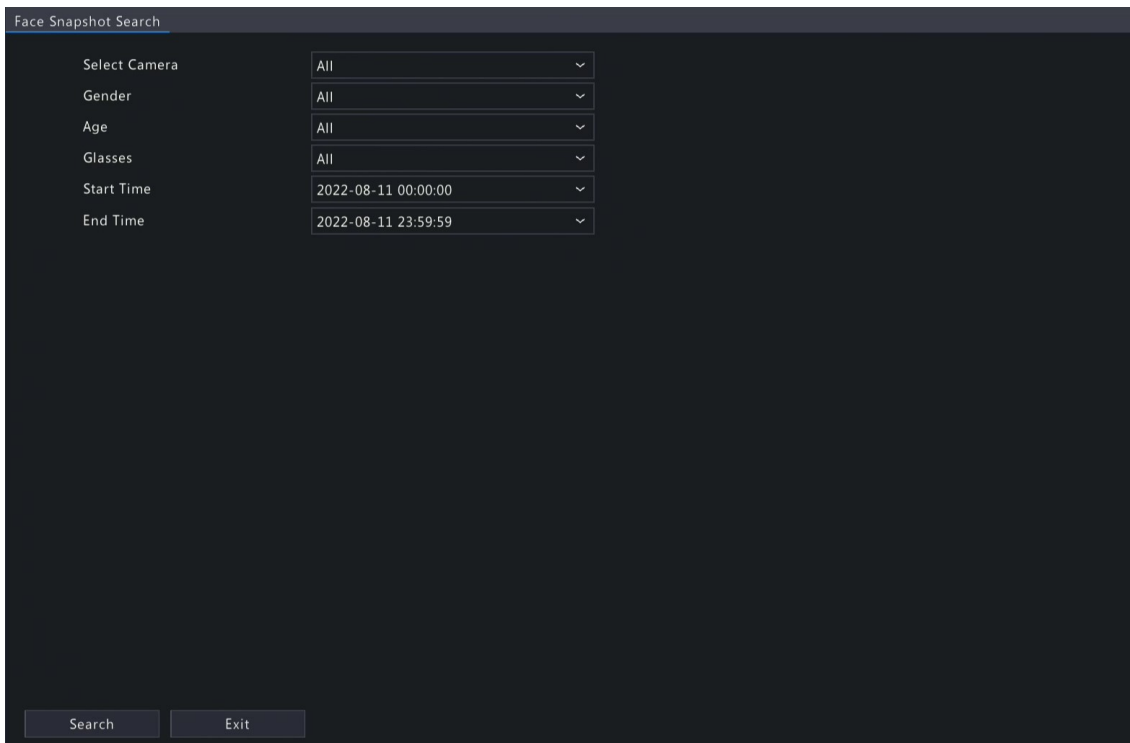 Face Snapshot Search
Select Camera All
Gender All
Age All
Glasses All
Start Time 2022-08-11 00:00:00
End Time 2022-08-11 23:59:59
Search Exit